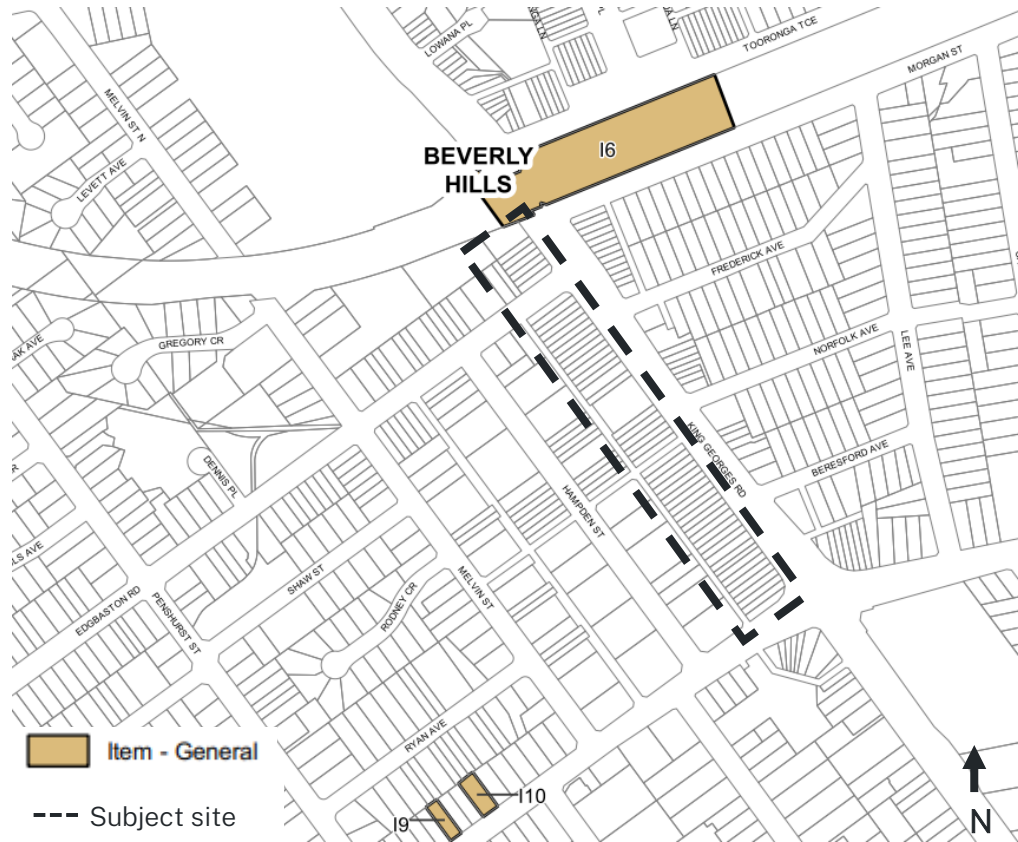 LOWANA PL
LN
TOORONGA TCE
MORGAN ST
MELVIN ST N
LEVETT AVE
BEVERLY
HILLS
I6
FREDERICK AVE
GREGORY CR
NORFOLK AVE
LEE AVE
KING GEORGES RD
BERESFORD AVE
DENNIS PL
HAMPDEN ST
SHAW ST
MELVIN ST
RODNEY CR
EDGBASTON RD
PENSHURST ST
RYAN AVE
Item - General
I10
I9
Subject site
N